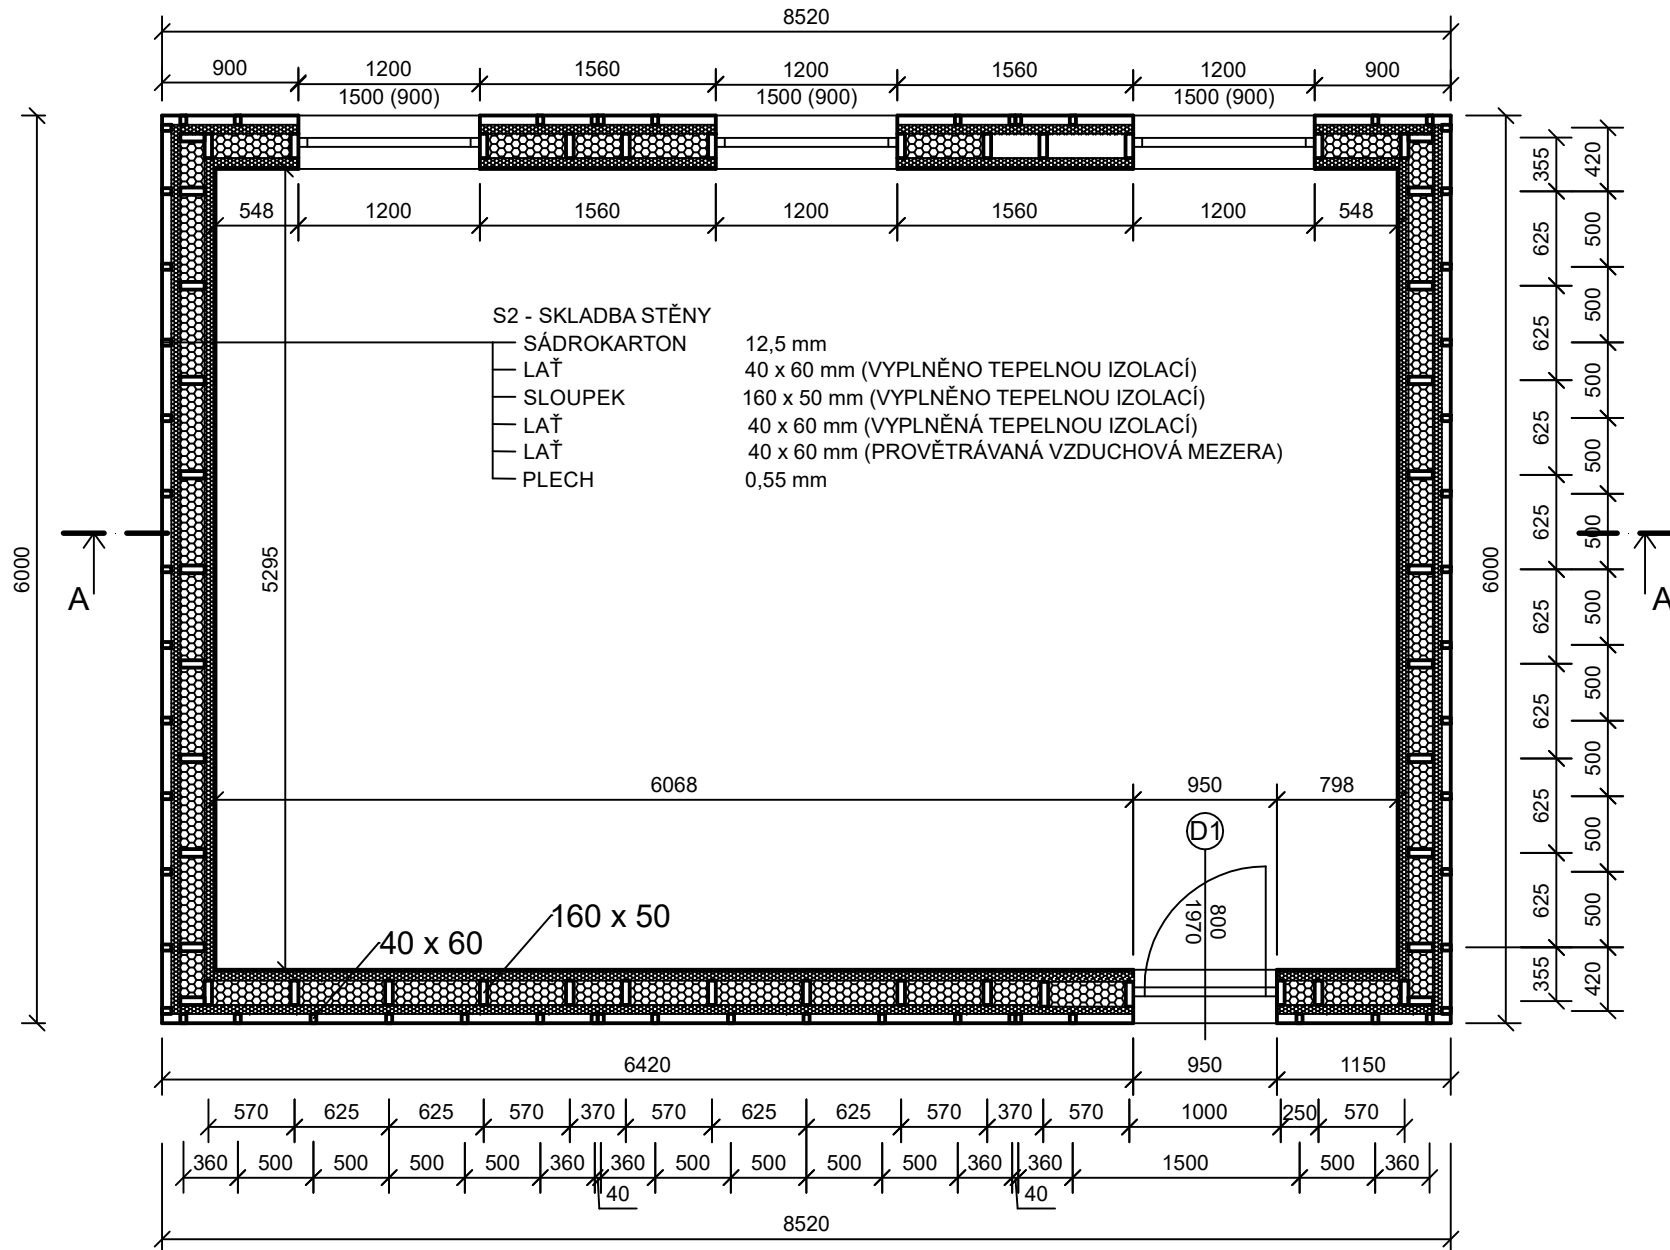 8520
900 1200 1560 1200 1560 1200 900
1500 (900) 1500 (900) 1500 (900)
548 1200 1560 1200 1560 1200 548
S2 - SKLADBA STĚNY
SÁDROKARTON 12,5 mm
LAŤ 40 x 60 mm (VYPLNĚNO TEPELNOU IZOLACÍ)
SLOUPEK 160 x 50 mm (VYPLNĚNO TEPELNOU IZOLACÍ)
LAŤ 40 x 60 mm (VYPLNĚNÁ TEPELNOU IZOLACÍ)
LAŤ 40 x 60 mm (PROVĚTRÁVANÁ VZDUCHOVÁ MEZERA)
PLECH 0,55 mm
6000
A
5295
6000
A
355
625
625
625
625
625
625
625
625
355
420
500
500
500
500
500
500
500
500
500
500
420
6068 950 798
D1
800
1970
160 x 50
40 x 60
6420 950 1150
570 625 625 570 370 570 625 625 570 370 570 1000 250 570
360 500 500 500 500 360 360 500 500 500 500 360 360 1500 500 360
40 40
8520